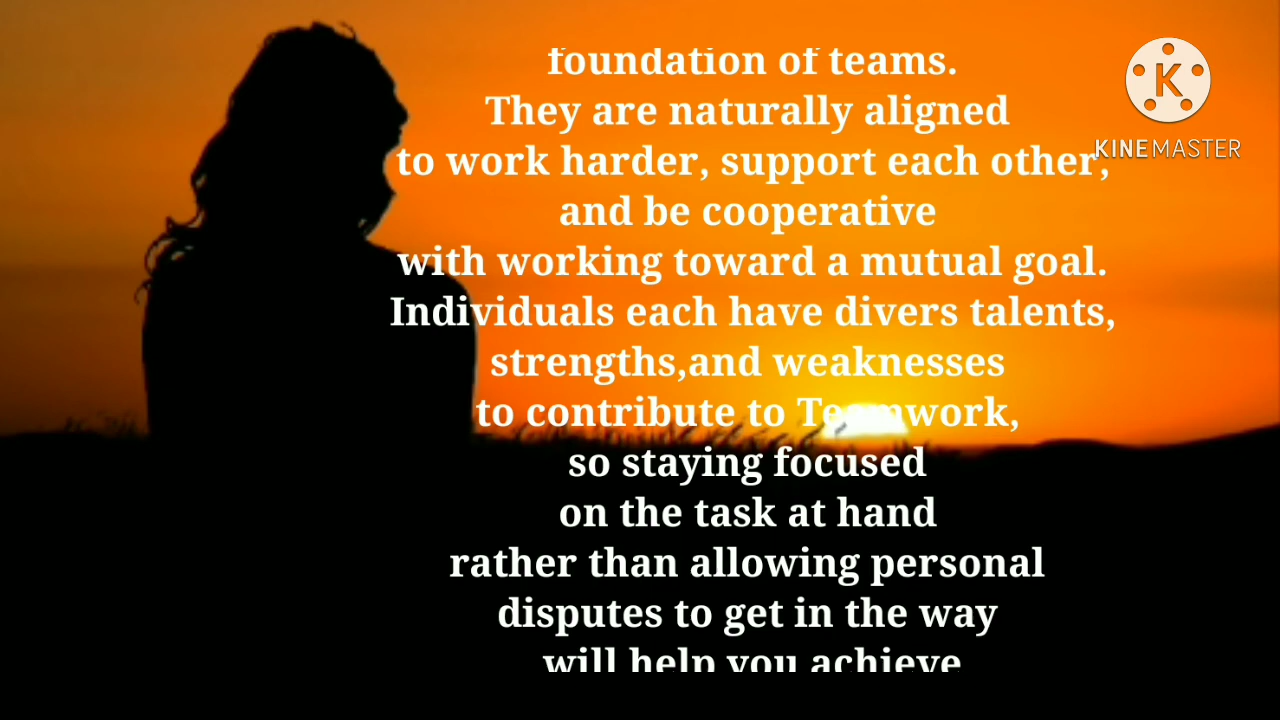 foundation of teams.
They are naturally aligned
to work harder, support each other,
and be cooperative
with working toward a mutual goal.
Individuals each have divers talents,
strengths,and weaknesses
to contribute to Teamwork,
so staying focused
on the task at hand
rather than allowing personal
disputes to get in the way
will help you achieve
K
KINEMASTER